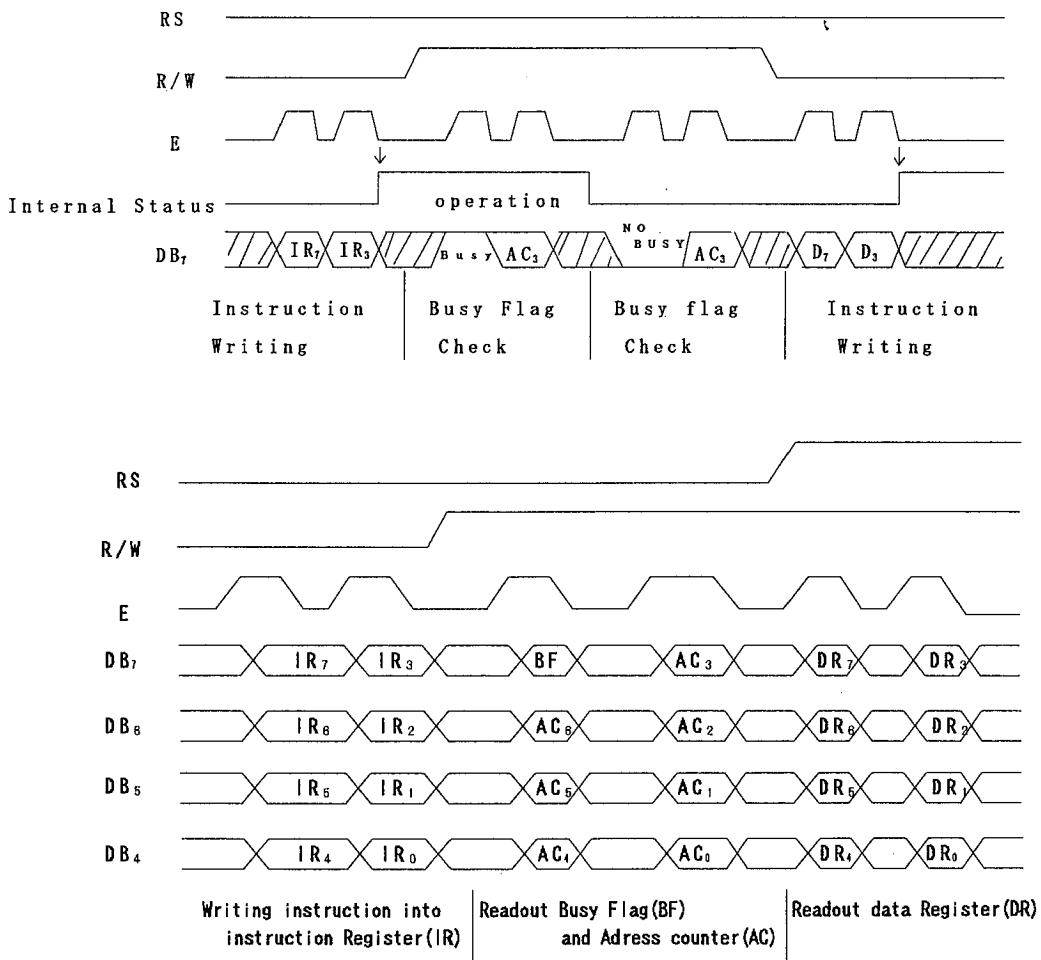 RS
R/W
E
Internal Status operation
DB₇ IR₇ IR₃ Busy AC₃ NO BUSY AC₃ D₇ D₃
Instruction Busy Flag Busy flag Instruction
Writing Check Check Writing
RS
R/W
E
DB₇ IR₇ IR₃ BF AC₃ DR₇ DR₃
DB₆ IR₆ IR₂ AC₆ AC₂ DR₆ DR₂
DB₅ IR₅ IR₁ AC₅ AC₁ DR₅ DR₁
DB₄ IR₄ IR₀ AC₄ AC₀ DR₄ DR₀
Writing instruction into Readout Busy Flag(BF) Readout data Register(DR)
instruction Register(IR) and Adress counter(AC)